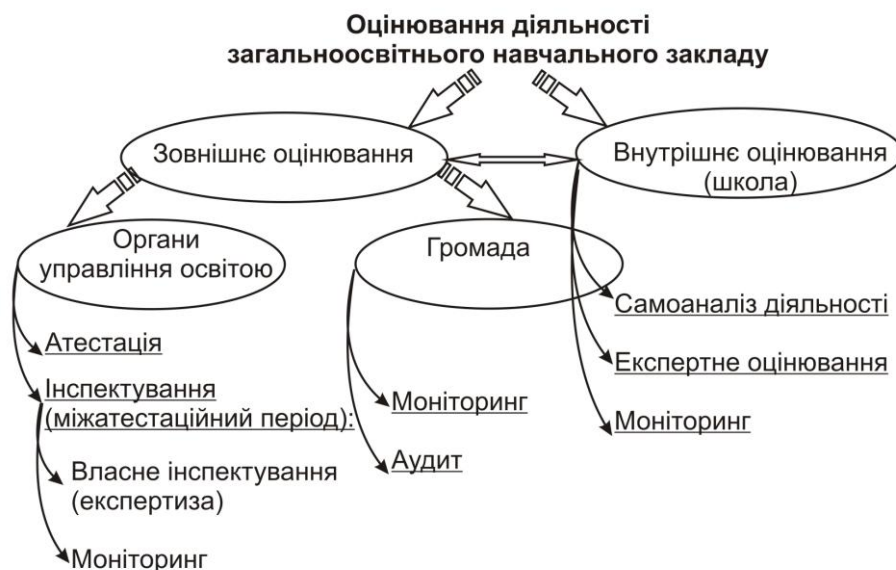 Оцінювання діяльності
загальноосвітнього навчального закладу
Зовнішнє оцінювання
Внутрішнє оцінювання
(школа)
Органи
управління освітою
Громада
Атестація
Інспектування
(міжатестаційний період):
Власне інспектування
(експертиза)
Моніторинг
Моніторинг
Аудит
Самоаналіз діяльності
Експертне оцінювання
Моніторинг